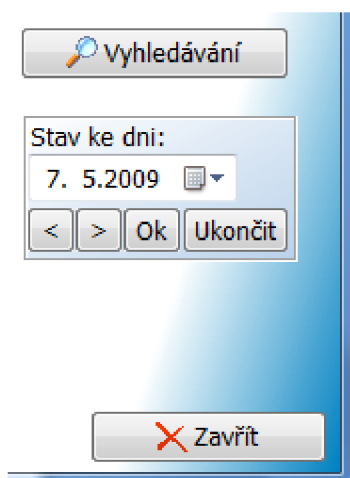 Vyhledávání
Stav ke dni:
7. 5.2009
< > Ok Ukončit
Zavřít